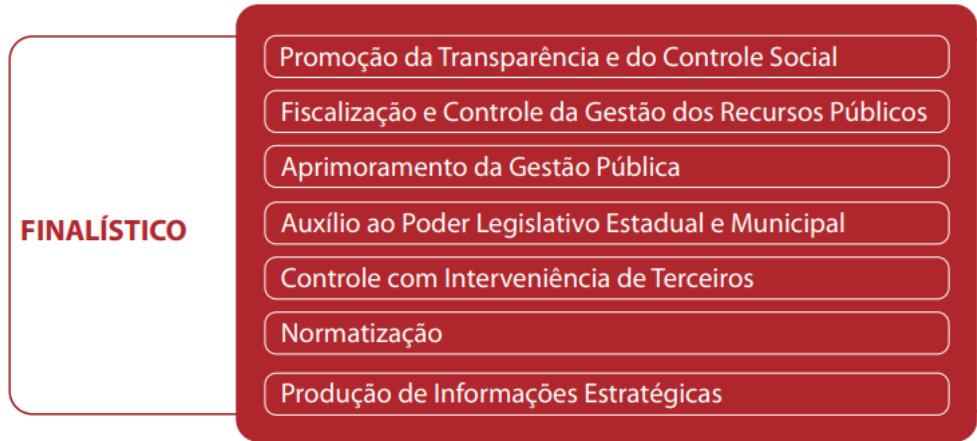 FINALÍSTICO
Promoção da Transparência e do Controle Social
Fiscalização e Controle da Gestão dos Recursos Públicos
Aprimoramento da Gestão Pública
Auxílio ao Poder Legislativo Estadual e Municipal
Controle com Interveniência de Terceiros
Normatização
Produção de Informações Estratégicas